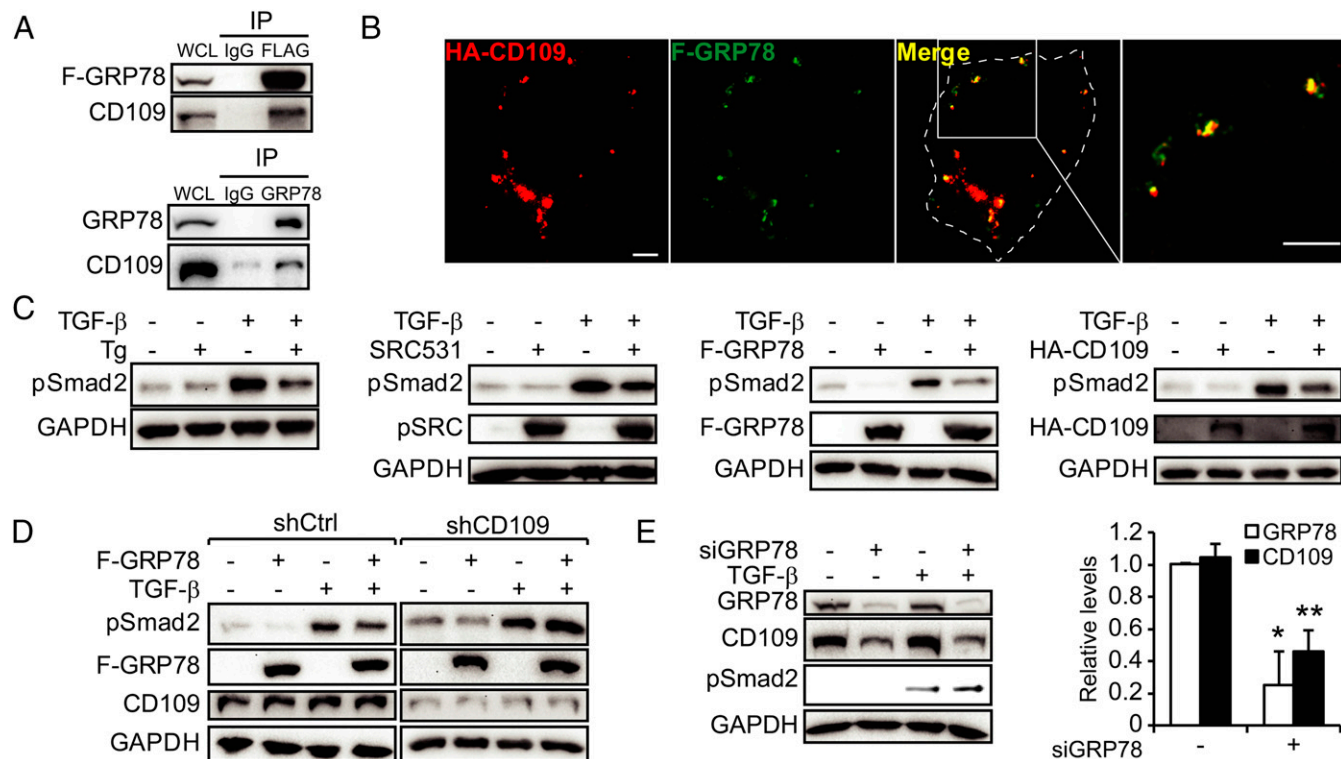 A
IP
WCL IgG FLAG
F-GRP78
CD109
IP
WCL IgG GRP78
GRP78
CD109
B
HA-CD109 F-GRP78 Merge
C
TGF-β - - + +
Tg - + - +
pSmad2
GAPDH
TGF-β - - + +
SRC531 - + - +
pSmad2
pSRC
GAPDH
TGF-β - - + +
F-GRP78 - + - +
pSmad2
F-GRP78
GAPDH
TGF-β - - + +
HA-CD109 - + - +
pSmad2
HA-CD109
GAPDH
D
shCtrl shCD109
F-GRP78 - + - + - + - +
TGF-β - - + + - - + +
pSmad2
F-GRP78
CD109
GAPDH
E
siGRP78 - + - +
TGF-β - - + +
GRP78
CD109
pSmad2
GAPDH
Relative levels
1.2
1.0
0.8
0.6
0.4
0.2
0
GRP78
CD109
* **
siGRP78 - +